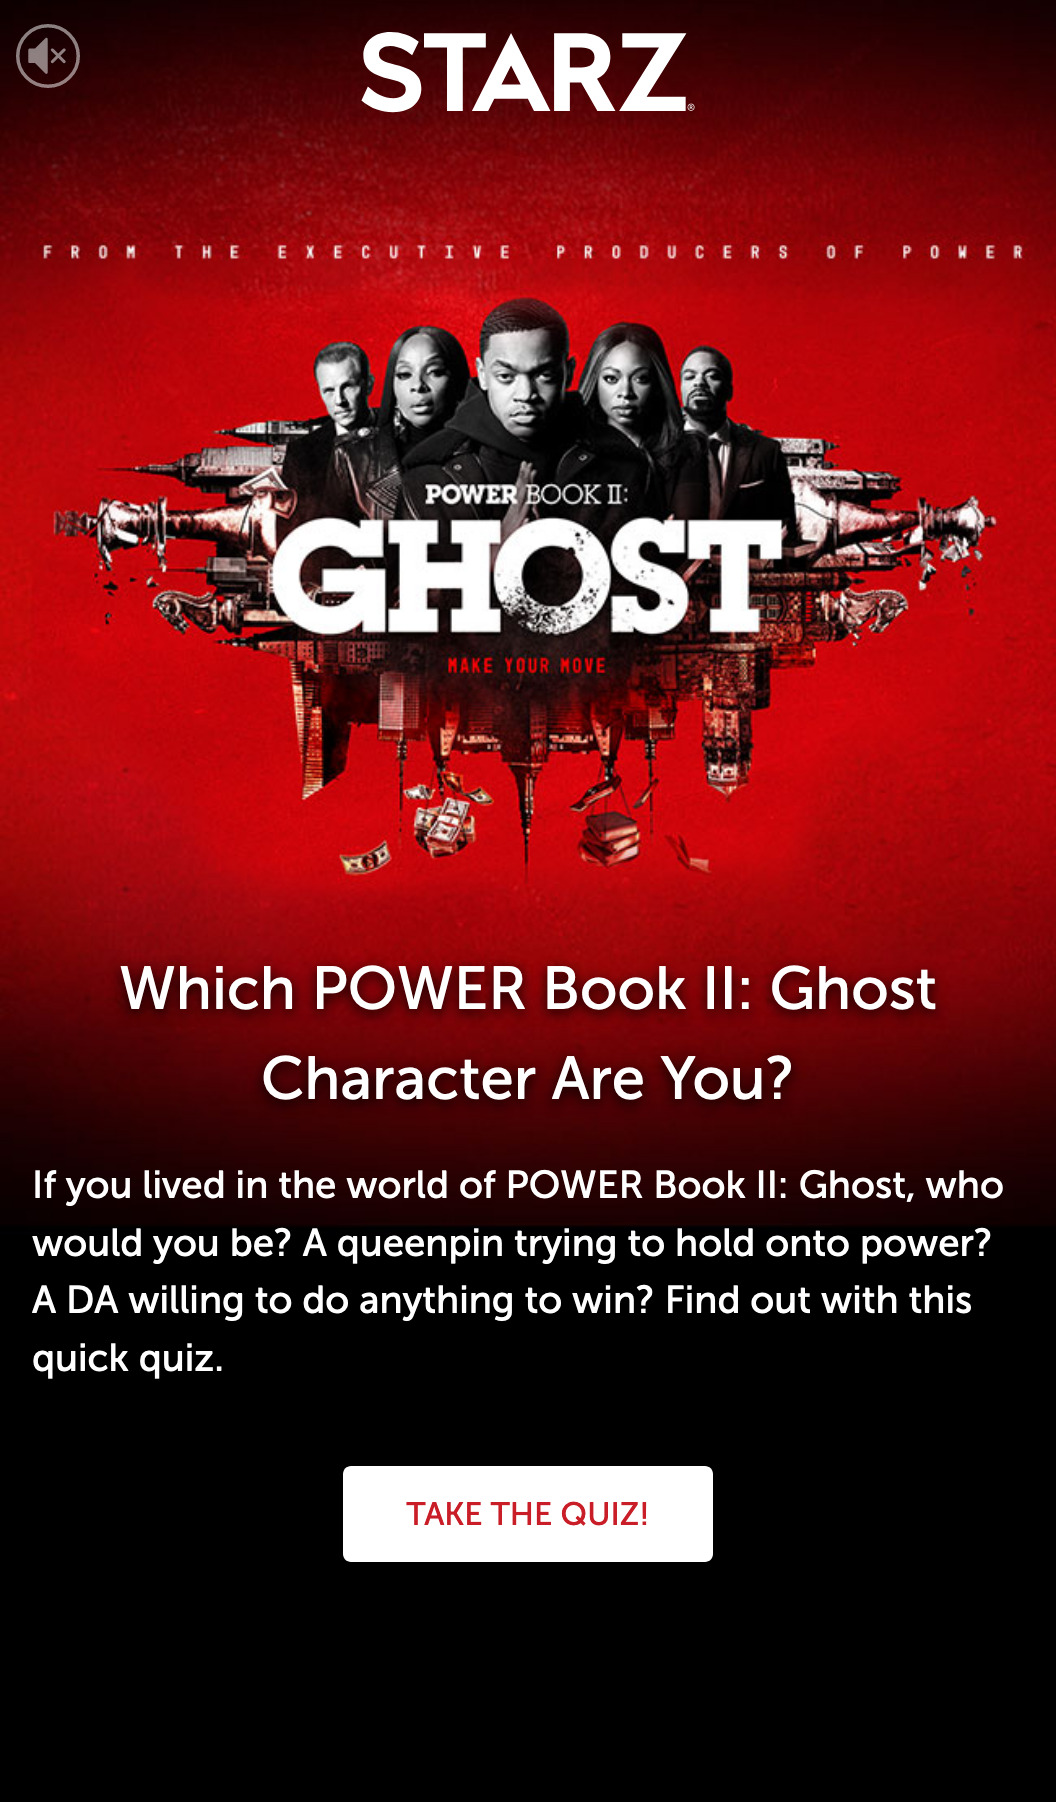 STARZ®
FROM THE EXECUTIVE PRODUCERS OF POWER
POWER BOOK II:
GHOST
MAKE YOUR MOVE
Which POWER Book II: Ghost
Character Are You?
If you lived in the world of POWER Book II: Ghost, who
would you be? A queenpin trying to hold onto power?
A DA willing to do anything to win? Find out with this
quick quiz.
TAKE THE QUIZ!